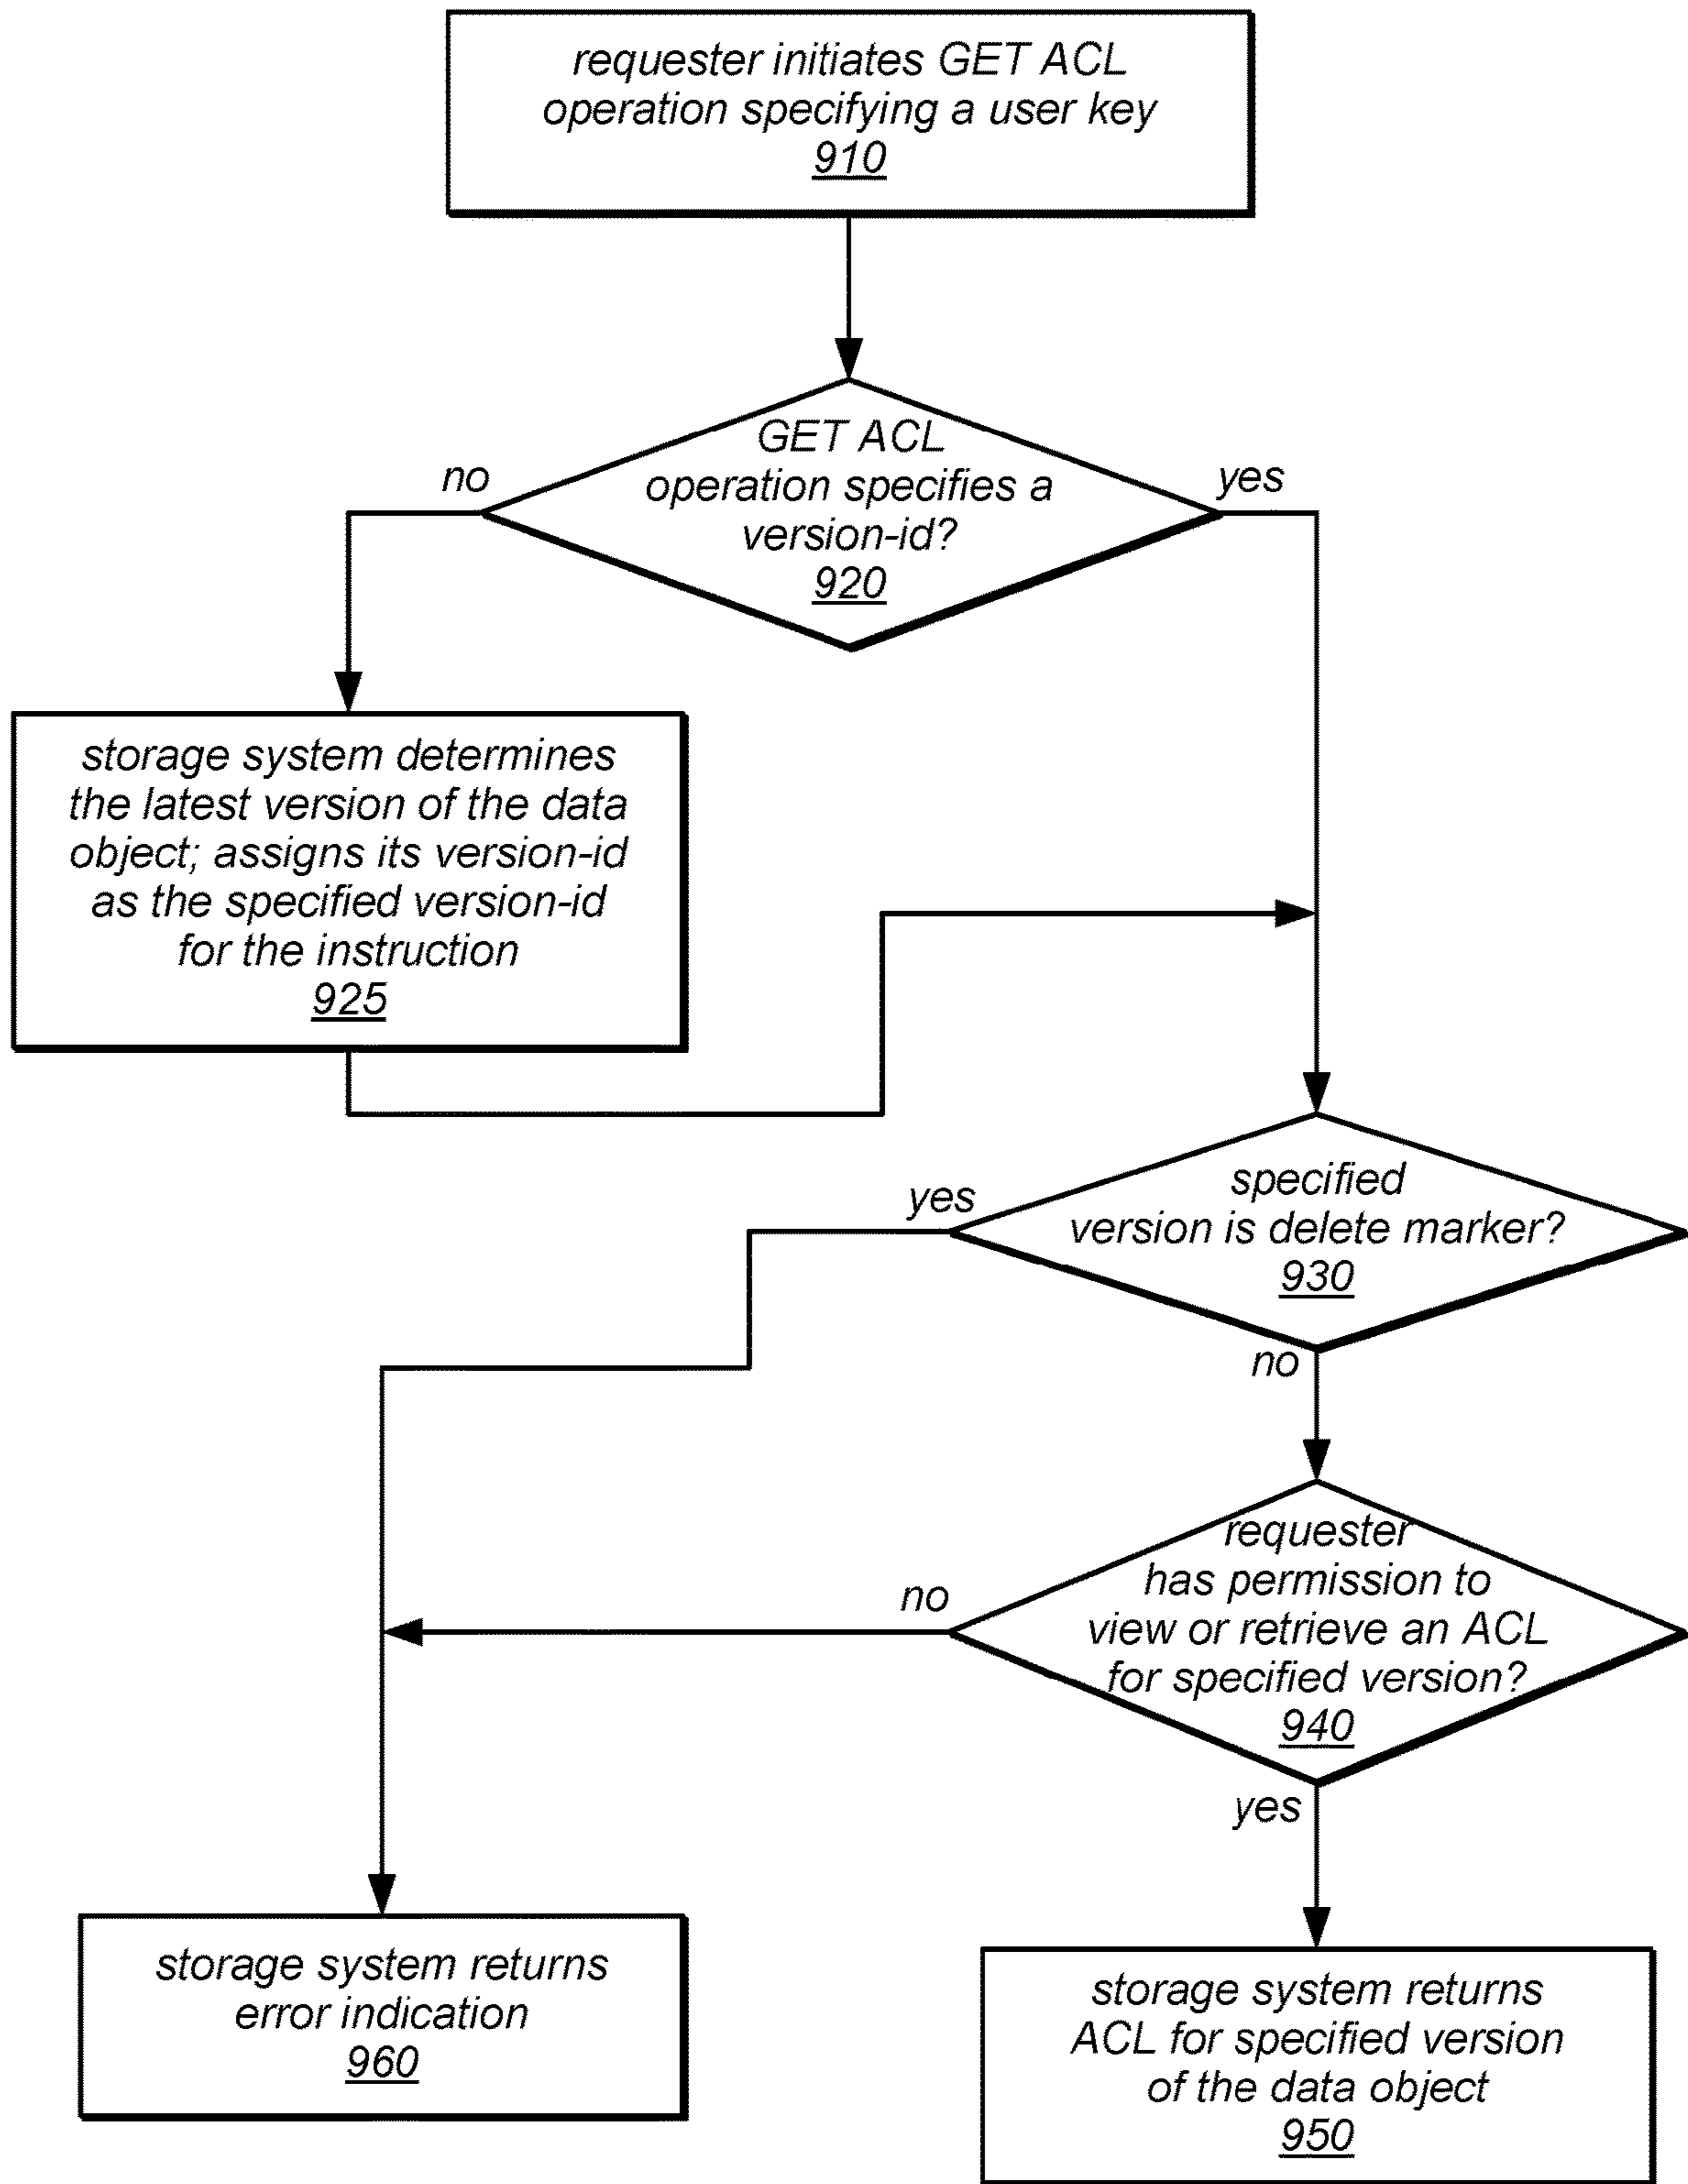 requester initiates GET ACL
operation specifying a user key
910
GET ACL
operation specifies a
version-id?
920
no
yes
storage system determines
the latest version of the data
object; assigns its version-id
as the specified version-id
for the instruction
925
specified
version is delete marker?
930
yes
no
requester
has permission to
view or retrieve an ACL
for specified version?
940
no
yes
storage system returns
error indication
960
storage system returns
ACL for specified version
of the data object
950